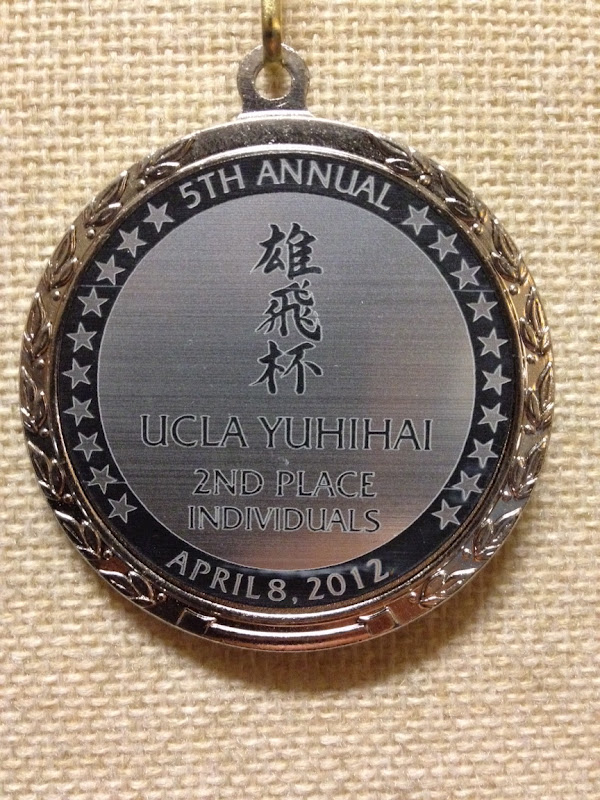 5TH ANNUAL
雄飛杯
UCLA YUHIHAI
2ND PLACE
INDIVIDUALS
APRIL 8, 2012